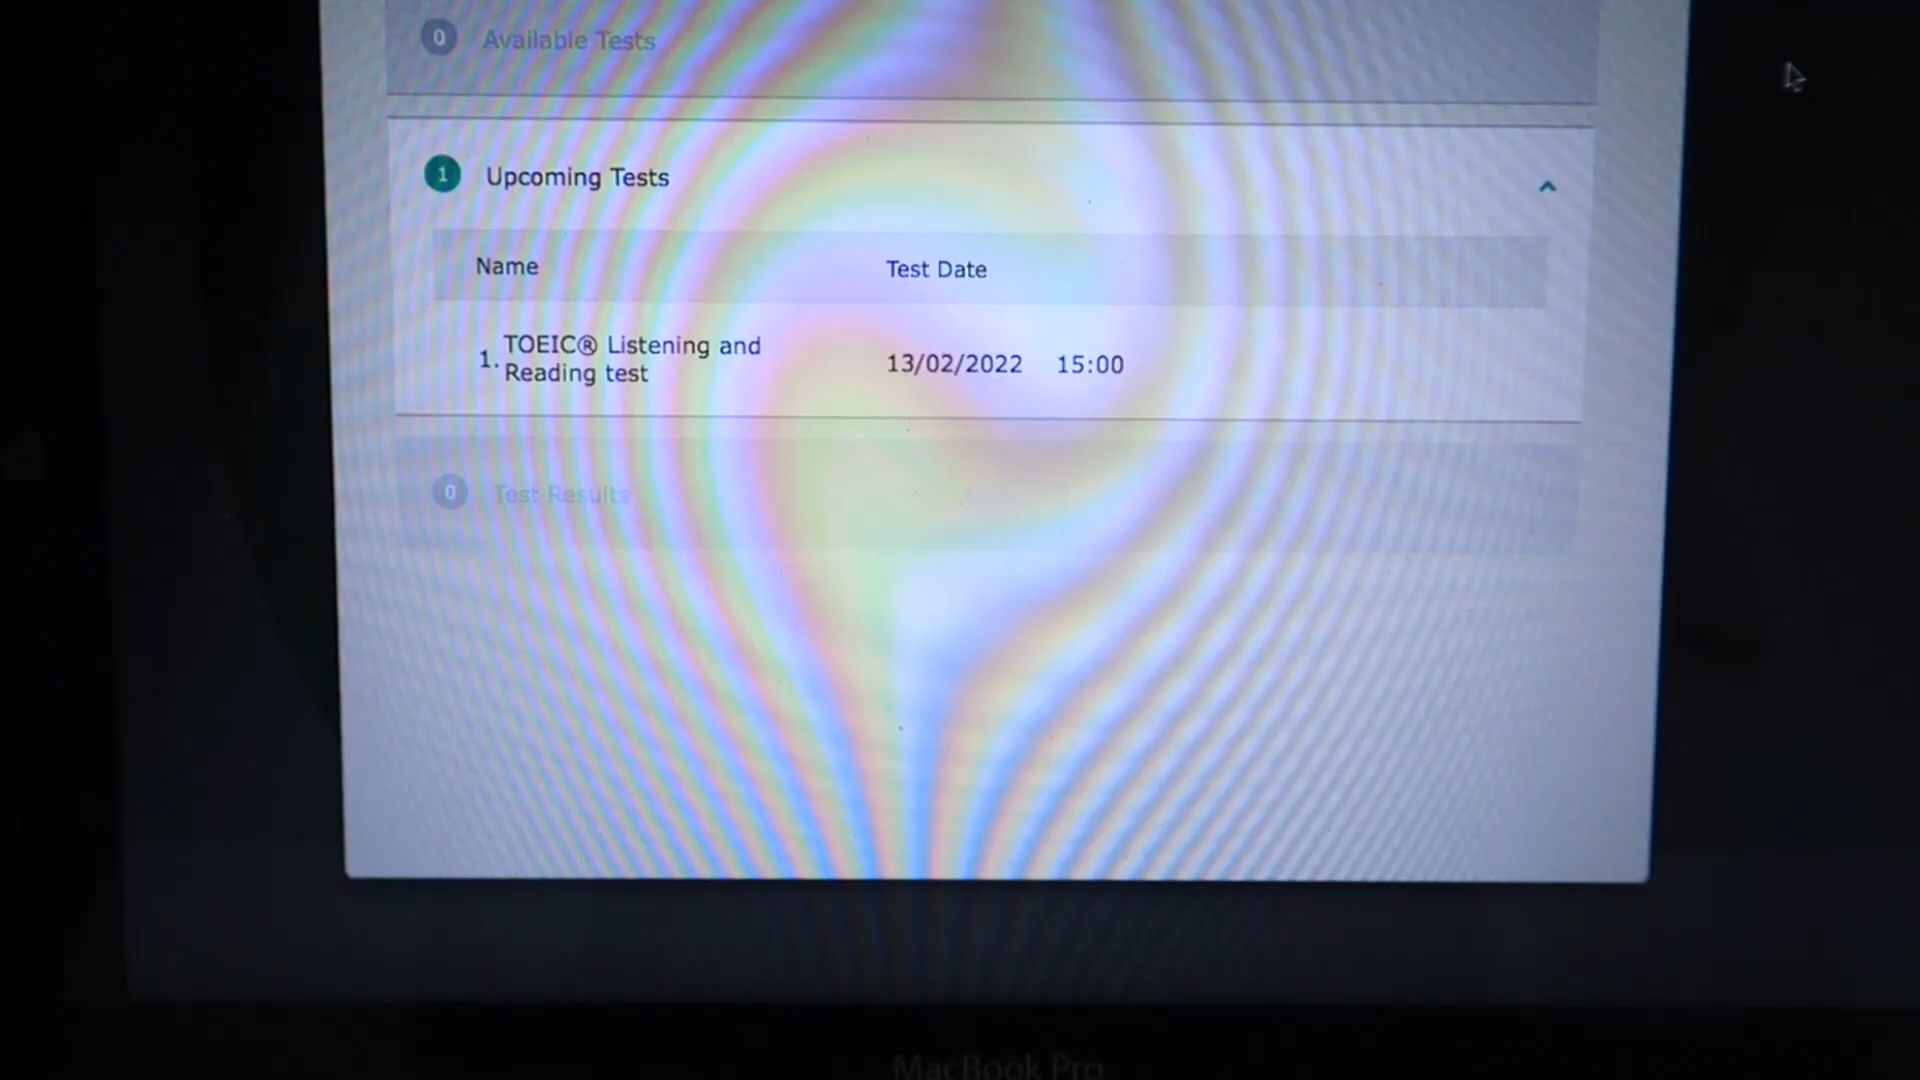 0 Available Tests
1 Upcoming Tests
Name Test Date
1. TOEIC® Listening and
Reading test
13/02/2022 15:00
0 Test Results
MacBook Pro